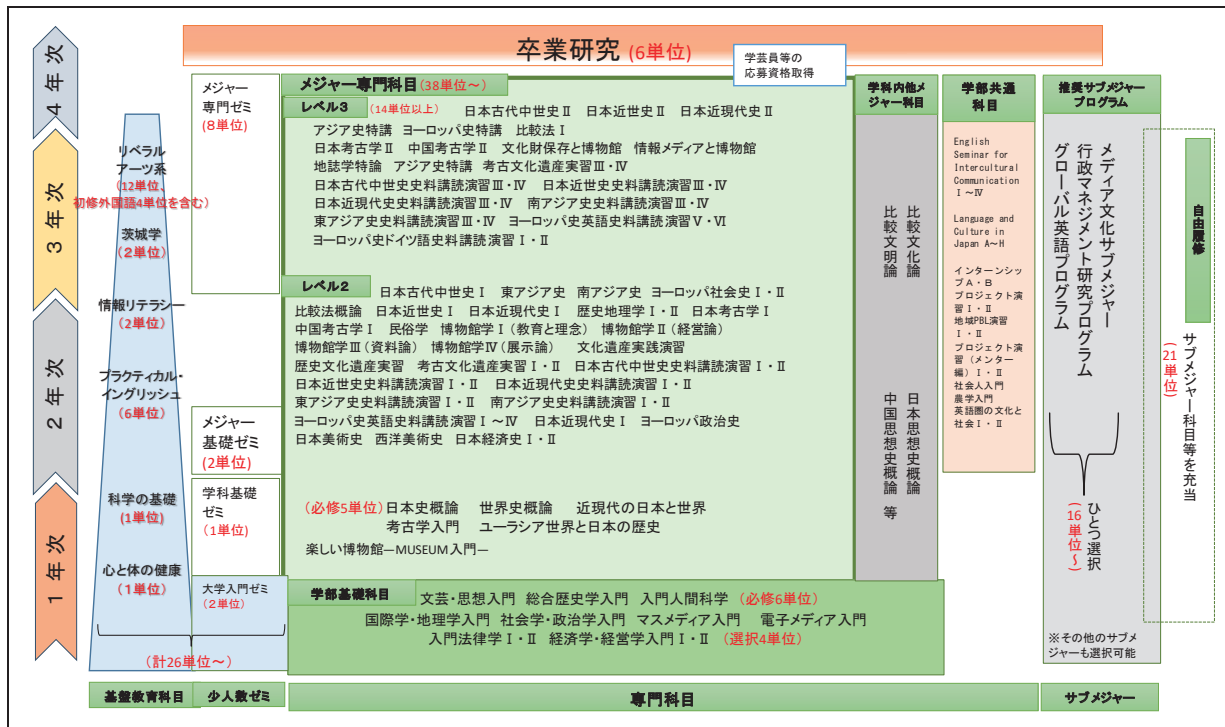 卒業研究(6単位)
学芸員等の
応募資格取得
4年次
3年次
2年次
1年次
リベラル
アーツ系
(12単位、
初修外国語4単位を含む)
茨城学
(2単位)
情報リテラシー
(2単位)
プラクティカル・
イングリッシュ
(6単位)
科学の基礎
(1単位)
心と体の健康
(1単位)
(計26単位～)
基盤教育科目
メジャー
専門ゼミ
(8単位)
メジャー
基礎ゼミ
(2単位)
学科基礎
ゼミ
(1単位)
大学入門ゼミ
(2単位)
少人数ゼミ
メジャー専門科目(38単位～)
レベル3 (14単位以上) 日本古代中世史Ⅱ 日本近世史Ⅱ 日本近現代史Ⅱ
アジア史特講 ヨーロッパ史特講 比較法Ⅰ
日本考古学Ⅱ 中国考古学Ⅱ 文化財保存と博物館 情報メディアと博物館
地誌学特論 アジア史特講 考古文化遺産実習Ⅲ・Ⅳ
日本古代中世史史料講読演習Ⅲ・Ⅳ 日本近世史史料講読演習Ⅲ・Ⅳ
日本近現代史史料講読演習Ⅲ・Ⅳ 南アジア史史料講読演習Ⅲ・Ⅳ
東アジア史史料講読演習Ⅲ・Ⅳ ヨーロッパ史英語史料講読演習Ⅴ・Ⅵ
ヨーロッパ史ドイツ語史料講読演習Ⅰ・Ⅱ
レベル2 日本古代中世史Ⅰ 東アジア史 南アジア史 ヨーロッパ社会史Ⅰ・Ⅱ
比較法概論 日本近世史Ⅰ 日本近現代史Ⅰ 歴史地理学Ⅰ・Ⅱ 日本考古学Ⅰ
中国考古学Ⅰ 民俗学 博物館学Ⅰ(教育と理念) 博物館学Ⅱ(経営論)
博物館学Ⅲ(資料論) 博物館学Ⅳ(展示論) 文化遺産実践演習
歴史文化遺産実習 考古文化遺産実習Ⅰ・Ⅱ 日本古代中世史史料講読演習Ⅰ・Ⅱ
日本近世史史料講読演習Ⅰ・Ⅱ 日本近現代史史料講読演習Ⅰ・Ⅱ
東アジア史史料講読演習Ⅰ・Ⅱ 南アジア史史料講読演習Ⅰ・Ⅱ
ヨーロッパ史英語史料講読演習Ⅰ～Ⅳ 日本近現代史Ⅰ ヨーロッパ政治史
日本美術史 西洋美術史 日本経済史Ⅰ・Ⅱ
(必修5単位)日本史概論 世界史概論 近現代の日本と世界
考古学入門 ユーラシア世界と日本の歴史
楽しい博物館―MUSEUM入門―
学部基礎科目
文芸・思想入門 総合歴史学入門 入門人間科学 (必修6単位)
国際学・地理学入門 社会学・政治学入門 マスメディア入門 電子メディア入門
入門法律学Ⅰ・Ⅱ 経済学・経営学入門Ⅰ・Ⅱ (選択4単位)
専門科目
学科内他メ
ジャー科目
比較文化論
比較文明論
日本思想史概論
中国思想史概論 等
学部共通
科目
English
Seminar for
Intercultural
Communication
Ⅰ～Ⅳ
Language and
Culture in
Japan A～H
インターンシッ
プA・B
プロジェクト演
習Ⅰ・Ⅱ
地域PBL演習
Ⅰ・Ⅱ
プロジェクト演
習(メンター
編)Ⅰ・Ⅱ
社会人入門
農学入門
英語圏の文化と
社会Ⅰ・Ⅱ
推奨サブメジャー
プログラム
メディア文化サブメジャー
行政マネジメント研究プログラム
グローバル英語プログラム
ひとつ選択
(16単位～)
※その他のサブメ
ジャーも選択可能
サブメジャー
自由履修
サブメジャー科目等を充当
(21単位)